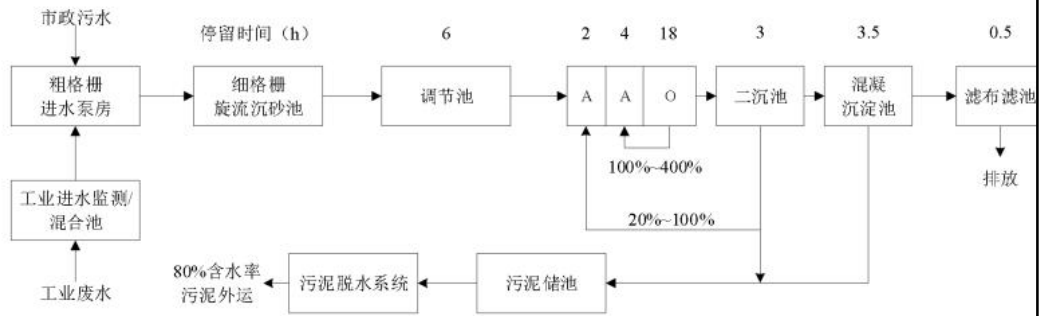 市政污水
停留时间（h）
6
2
4
18
3
3.5
0.5
粗格栅
进水泵房
细格栅
旋流沉砂池
调节池
A
A
O
二沉池
混凝
沉淀池
滤布滤池
100%~400%
排放
工业进水监测/
混合池
20%~100%
工业废水
80%含水率
污泥外运
污泥脱水系统
污泥储池